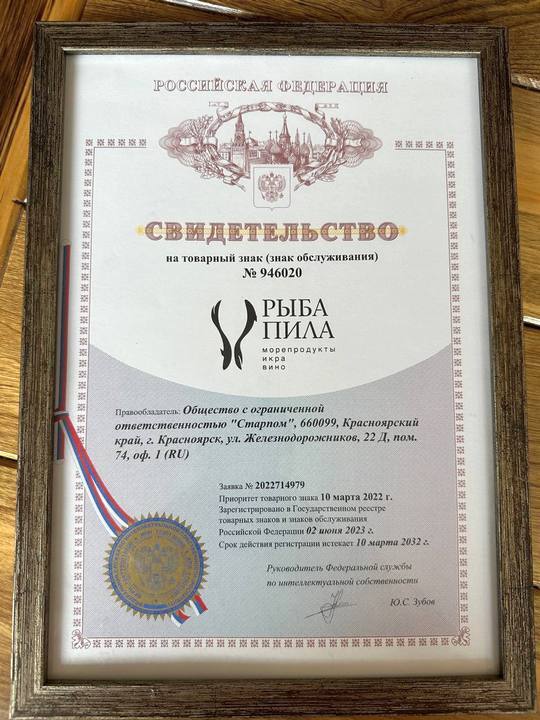 РОССИЙСКАЯ ФЕДЕРАЦИЯ
СВИДЕТЕЛЬСТВО
на товарный знак (знак обслуживания)
№ 946020
РЫБА
ПИЛА
морепродукты
икра
вино
Правообладатель: Общество с ограниченной
ответственностью "Старпом", 660099, Красноярский
край, г. Красноярск, ул. Железнодорожников, 22 Д, пом.
74, оф. 1 (RU)
Заявка № 2022714979
Приоритет товарного знака 10 марта 2022 г.
Зарегистрировано в Государственном реестре
товарных знаков и знаков обслуживания
Российской Федерации 02 июня 2023 г.
Срок действия регистрации истекает 10 марта 2032 г.
Руководитель Федеральной службы
по интеллектуальной собственности
Ю.С. Зубов